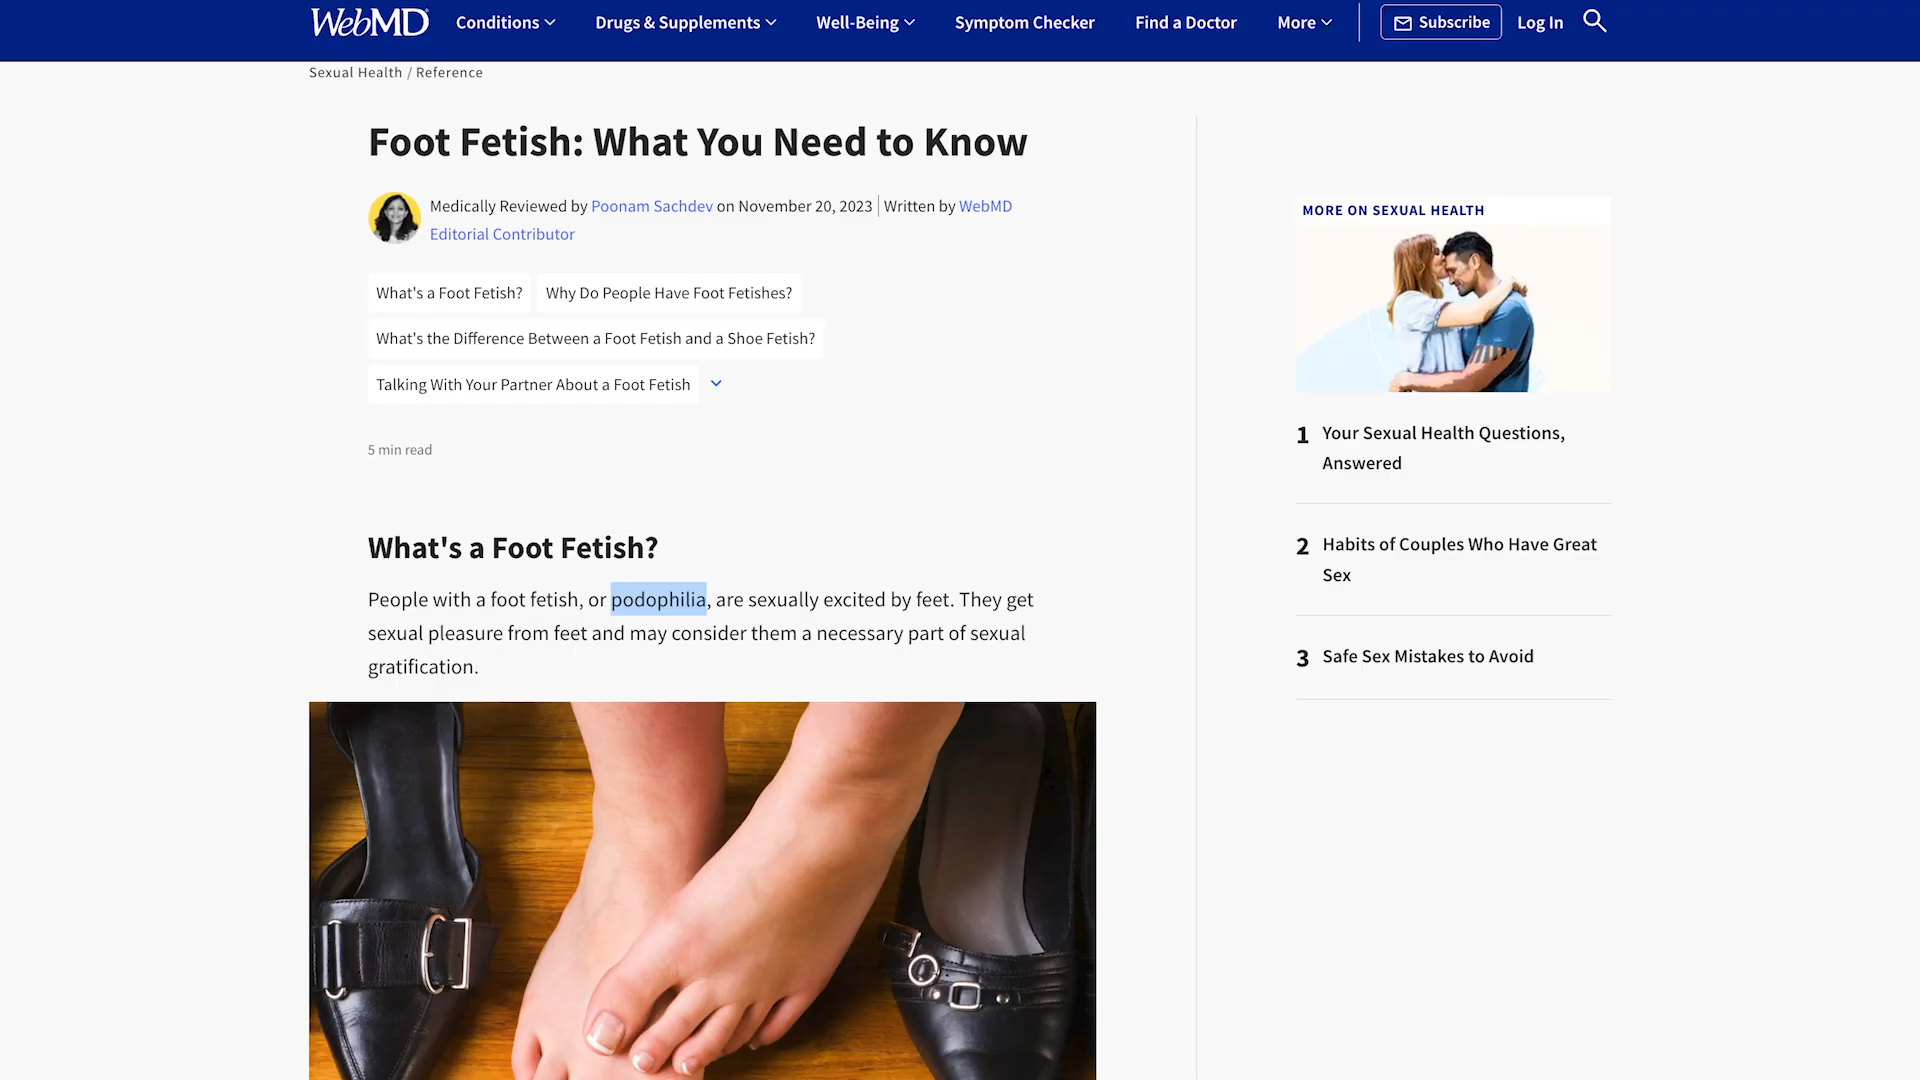 WebMD Conditions Drugs & Supplements Well-Being Symptom Checker Find a Doctor More Subscribe Log In
Sexual Health / Reference
Foot Fetish: What You Need to Know
Medically Reviewed by Poonam Sachdev on November 20, 2023 Written by WebMD
Editorial Contributor
What's a Foot Fetish? Why Do People Have Foot Fetishes?
What's the Difference Between a Foot Fetish and a Shoe Fetish?
Talking With Your Partner About a Foot Fetish
5 min read
What's a Foot Fetish?
People with a foot fetish, or podophilia, are sexually excited by feet. They get
sexual pleasure from feet and may consider them a necessary part of sexual
gratification.
MORE ON SEXUAL HEALTH
1 Your Sexual Health Questions,
Answered
2 Habits of Couples Who Have Great
Sex
3 Safe Sex Mistakes to Avoid